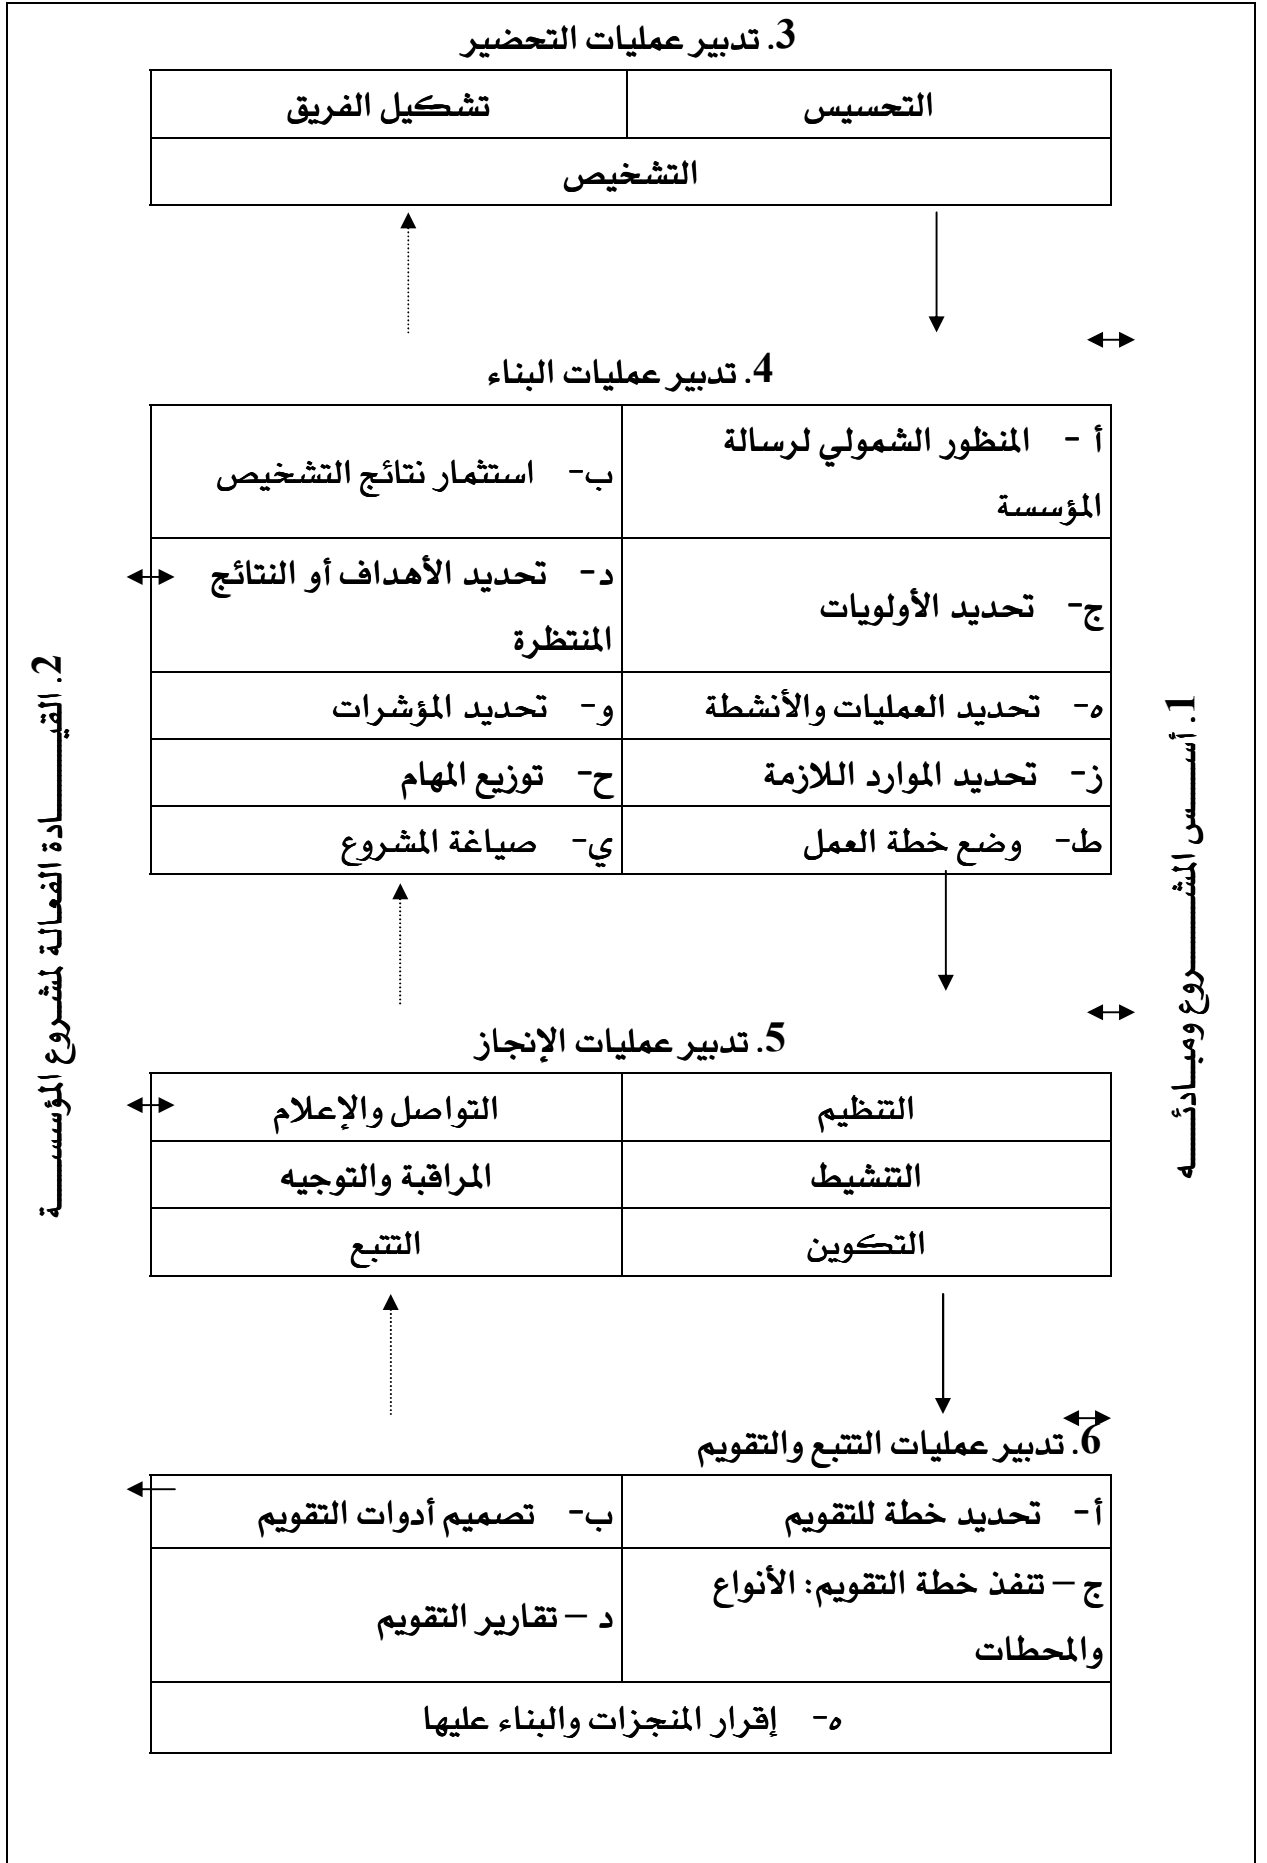 3. تدبير عمليات التحضير
التحسيس
تشكيل الفريق
التشخيص
4. تدبير عمليات البناء
أ - المنظور الشمولي لرسالة
المؤسسة
ب- استثمار نتائج التشخيص
ج- تحديد الأولويات
د- تحديد الأهداف أو النتائج
المنتظرة
ه- تحديد العمليات والأنشطة
و- تحديد المؤشرات
ز- تحديد الموارد اللازمة
ح- توزيع المهام
ط- وضع خطة العمل
ي- صياغة المشروع
5. تدبير عمليات الإنجاز
التنظيم
التواصل والإعلام
التنشيط
المراقبة والتوجيه
التكوين
التتبع
6. تدبير عمليات التتبع والتقويم
أ- تحديد خطة للتقويم
ب- تصميم أدوات التقويم
ج – تنفذ خطة التقويم: الأنواع
والمحطات
د – تقارير التقويم
ه- إقرار المنجزات والبناء عليها
1. أســـس المشـــــروع ومبـادئـــه
2. القيــــــادة الفعالة لمشروع المؤسســـــة